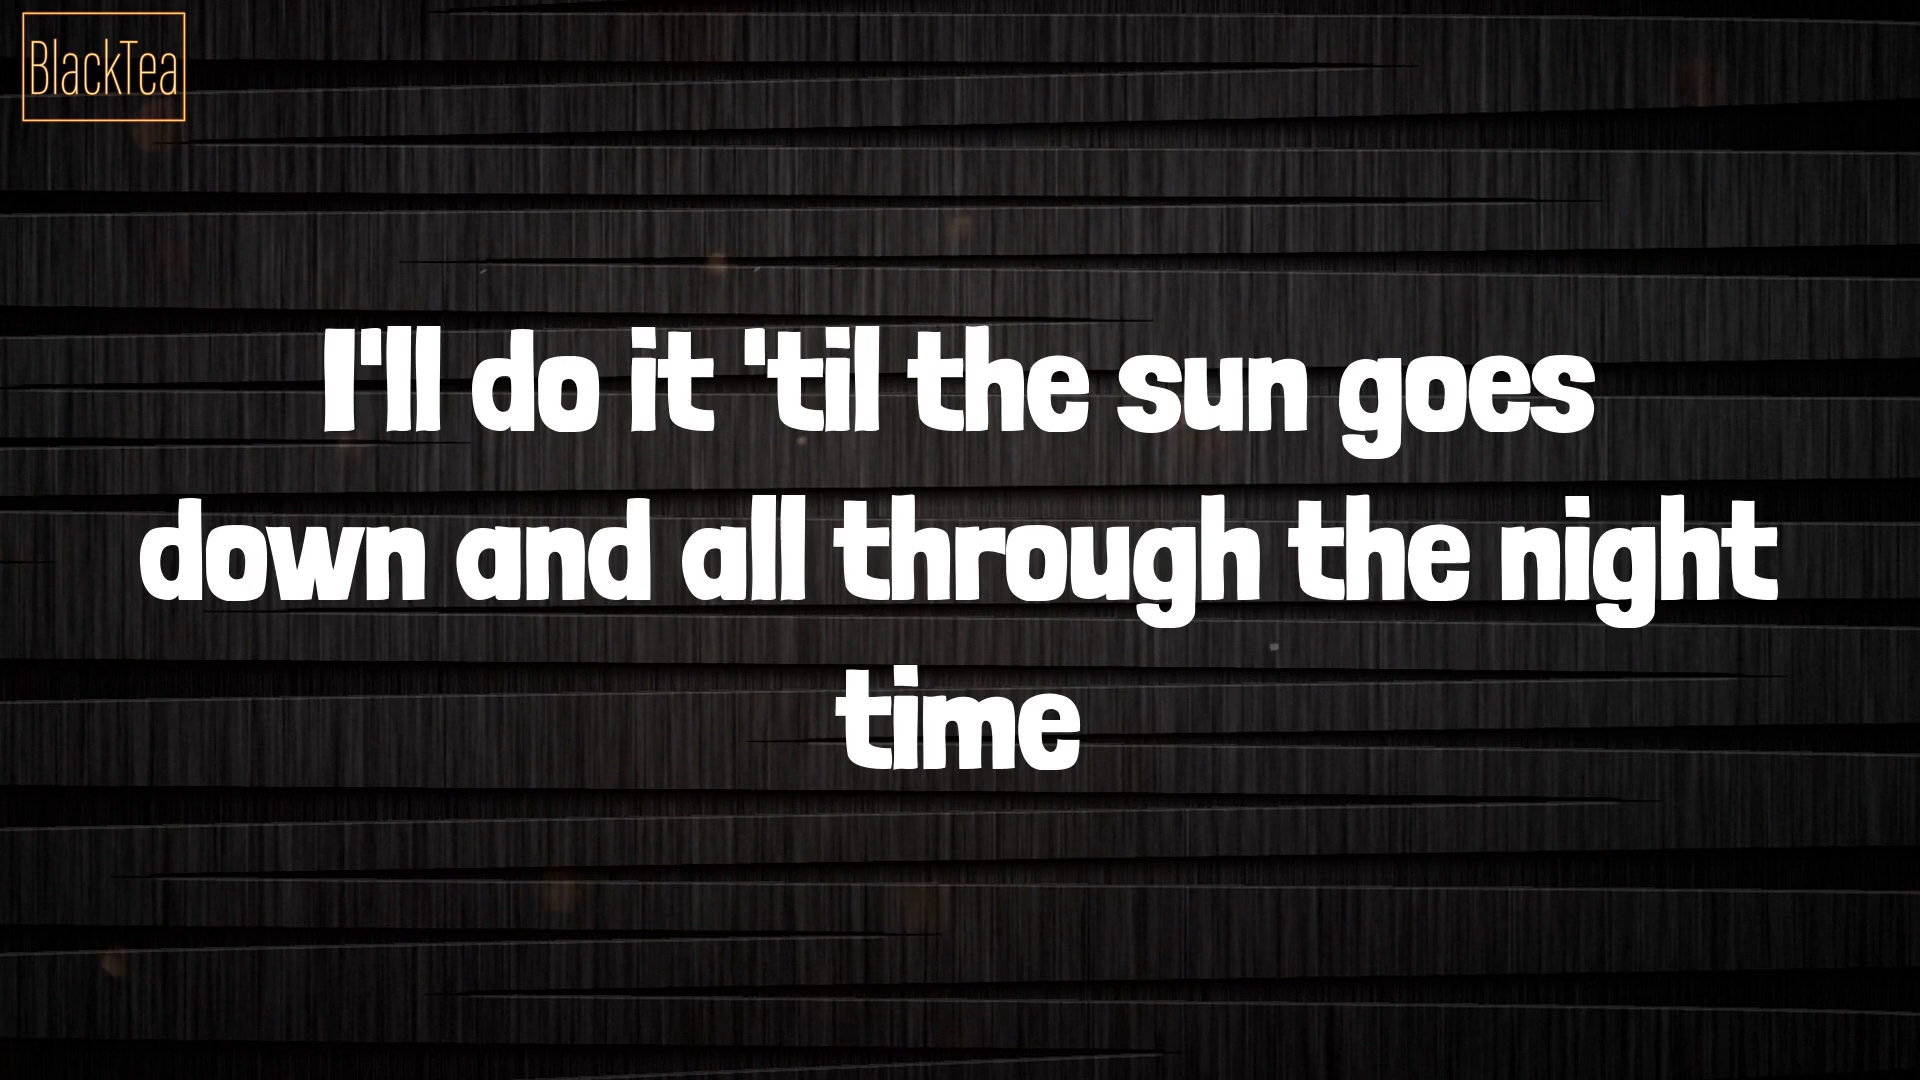 BlackTea
I'll do it 'til the sun goes
down and all through the night
time